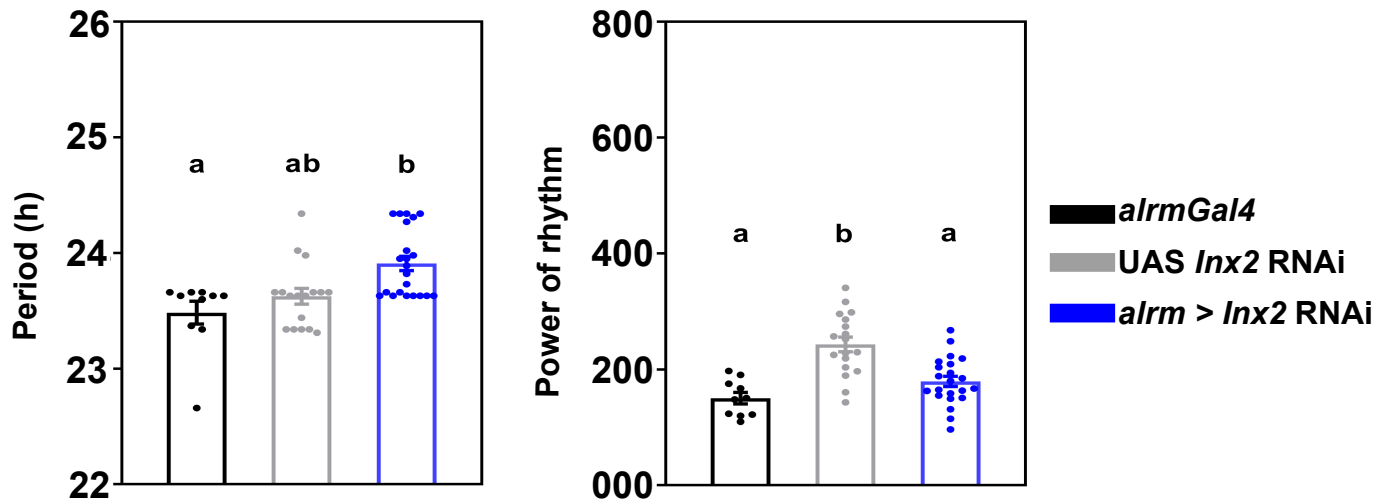 26
25
24
23
22
Period (h)
a
ab
b
800
600
400
200
000
Power of rhythm
a
b
a
alrmGal4
UAS Inx2 RNAi
alrm > Inx2 RNAi